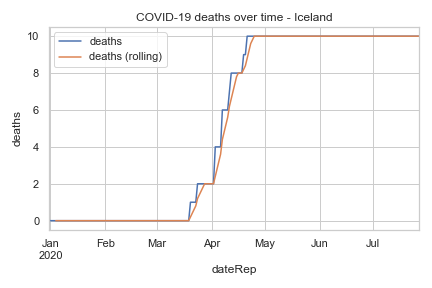 COVID-19 deaths over time - Iceland
deaths
deaths (rolling)
10
8
6
4
2
0
deaths
Jan Feb Mar Apr May Jun Jul
2020
dateRep